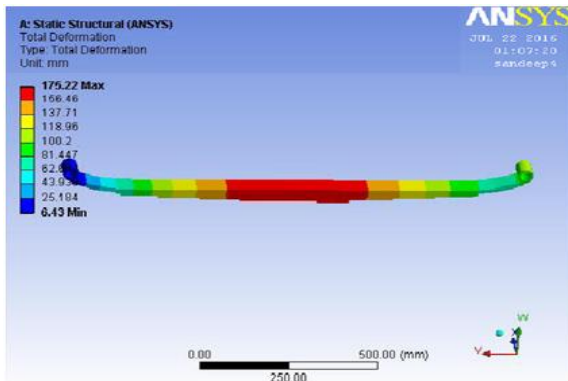 A: Static Structural (ANSYS)
Total Deformation
Type: Total Deformation
Unit: mm
ANSYS
JUL 22 2016
01:07:20
sandeep4
175.22 Max
156.46
137.71
118.96
100.2
81.447
25.184
6.43 Min
0.00
500.00 (mm)
250.00
Y
X